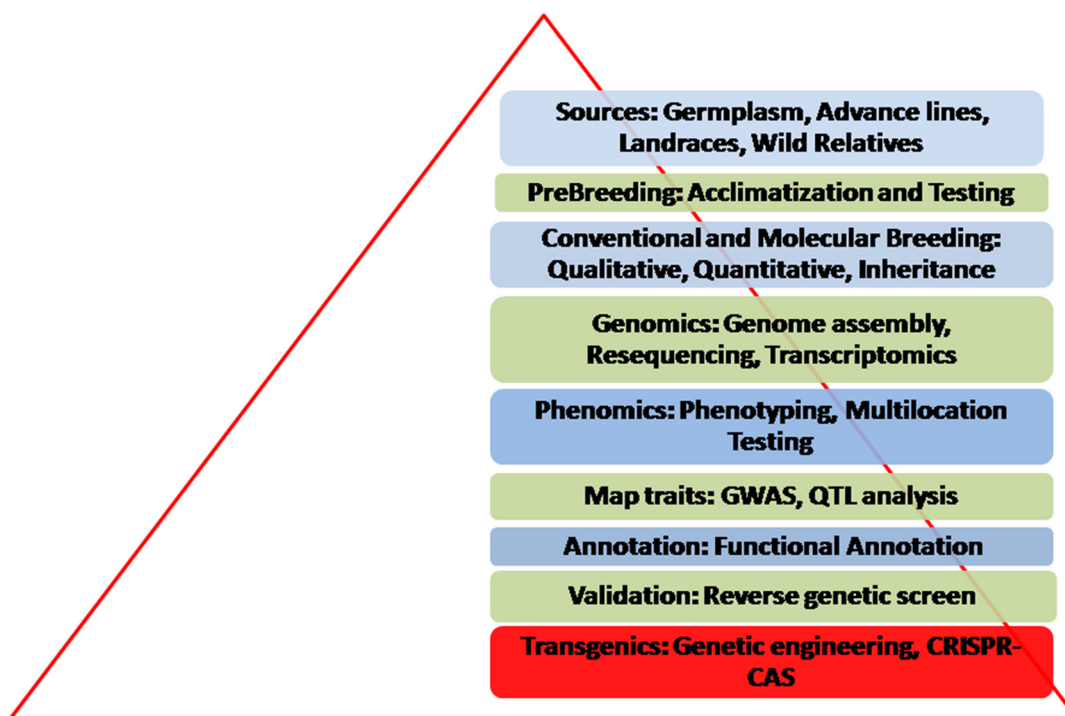 Sources: Germplasm, Advance lines,
Landraces, Wild Relatives
PreBreeding: Acclimatization and Testing
Conventional and Molecular Breeding:
Qualitative, Quantitative, Inheritance
Genomics: Genome assembly,
Resequencing, Transcriptomics
Phenomics: Phenotyping, Multilocation
Testing
Map traits: GWAS, QTL analysis
Annotation: Functional Annotation
Validation: Reverse genetic screen
Transgenics: Genetic engineering, CRISPR-
CAS